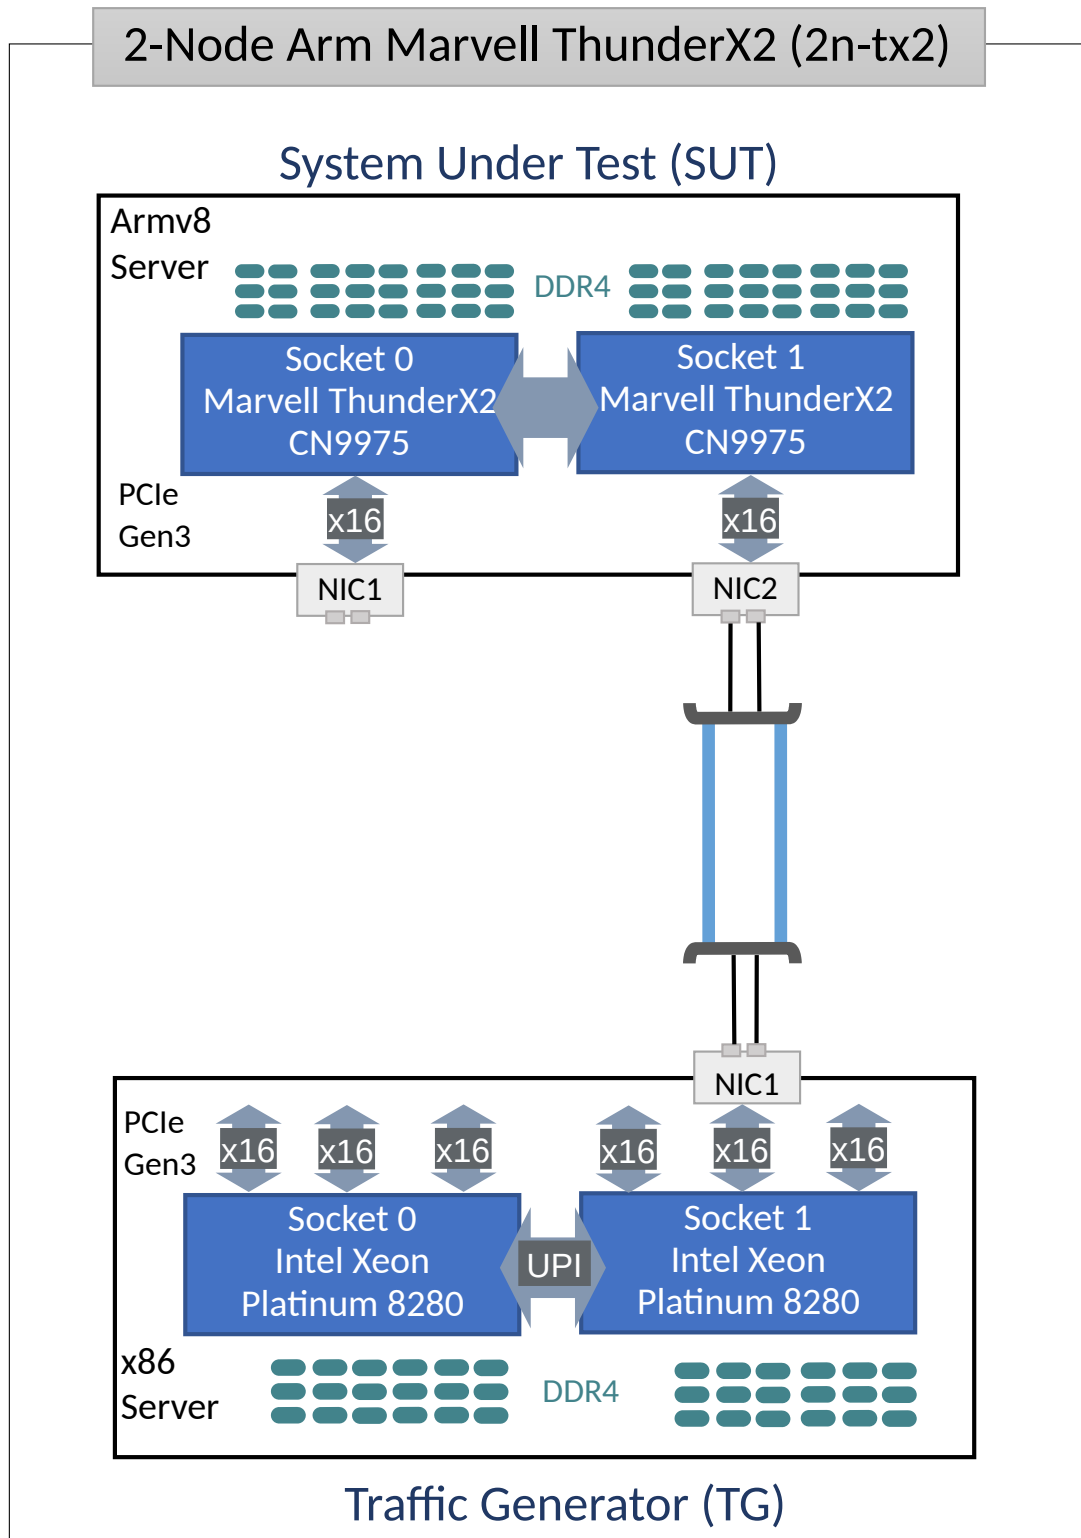 2-Node Arm Marvell ThunderX2 (2n-tx2)
System Under Test (SUT)
Armv8
Server
DDR4
Socket 0
Marvell ThunderX2
CN9975
Socket 1
Marvell ThunderX2
CN9975
PCIe
Gen3
x16
x16
NIC1
NIC2
NIC1
PCIe
Gen3
x16
x16
x16
x16
x16
x16
Socket 0
Intel Xeon
Platinum 8280
UPI
Socket 1
Intel Xeon
Platinum 8280
x86
Server
DDR4
Traffic Generator (TG)